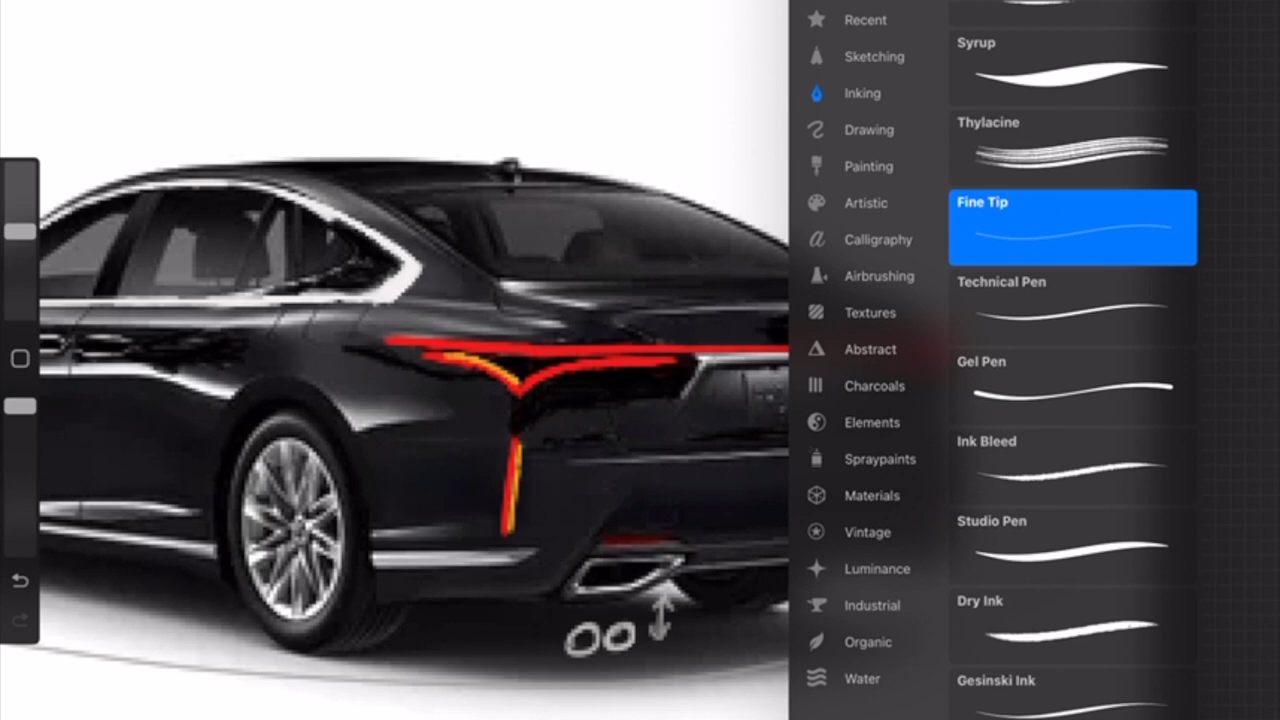 Recent
Sketching
Inking
Drawing
Painting
Artistic
Calligraphy
Airbrushing
Textures
Abstract
Charcoals
Elements
Spraypaints
Materials
Vintage
Luminance
Industrial
Organic
Water
Syrup
Thylacine
Fine Tip
Technical Pen
Gel Pen
Ink Bleed
Studio Pen
Dry Ink
Gesinski Ink